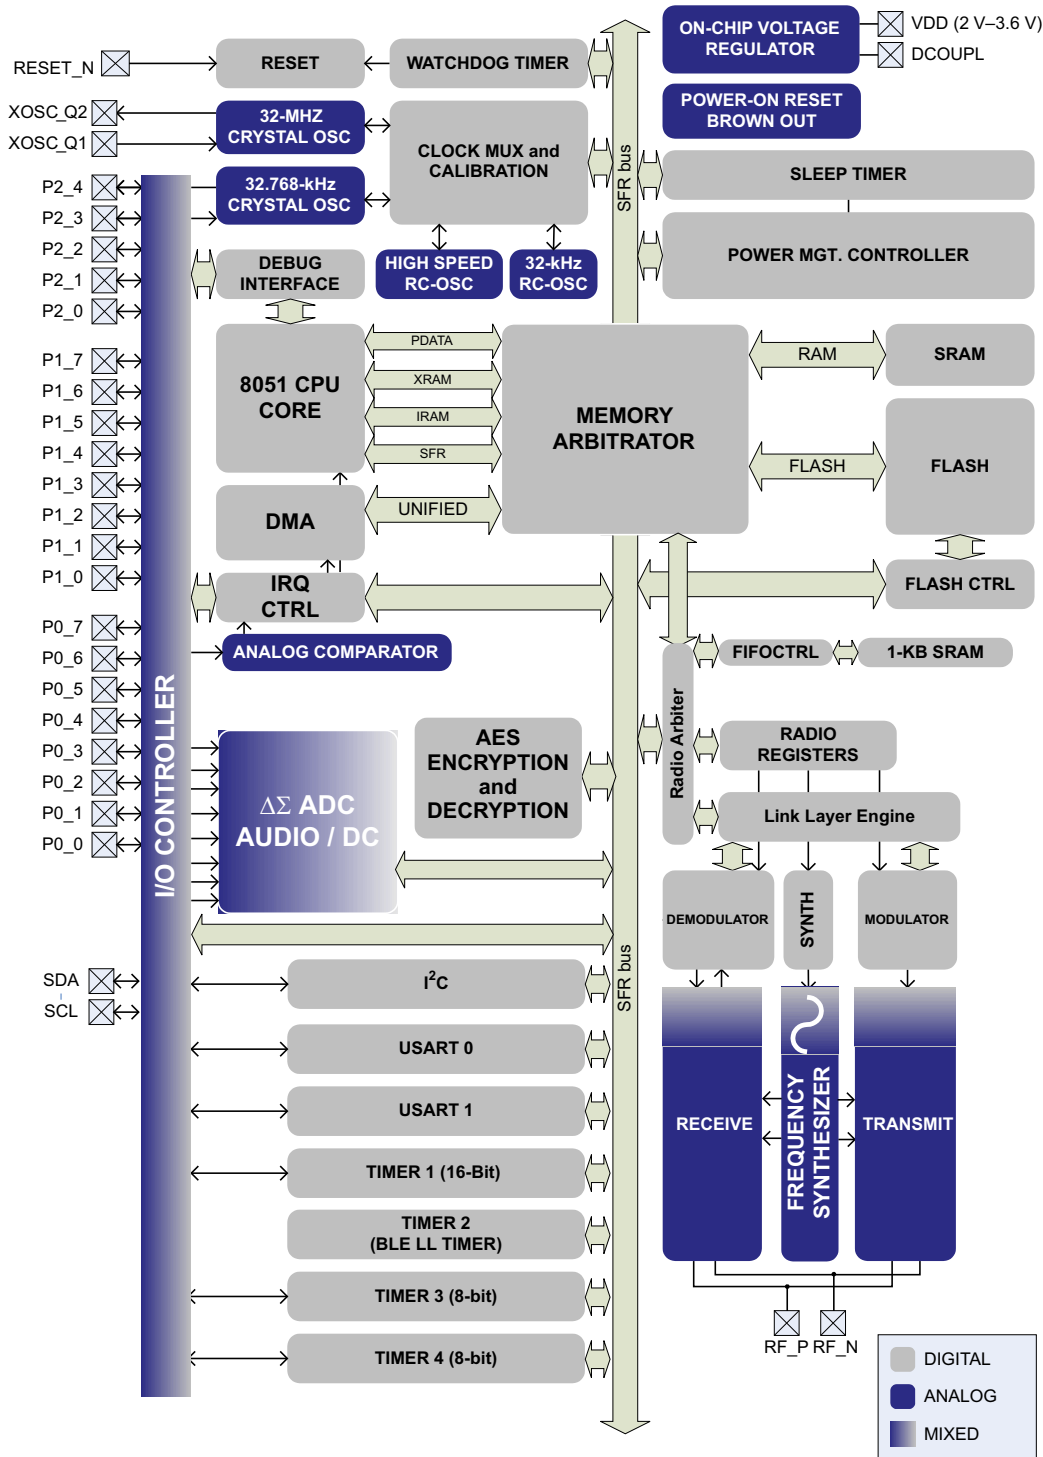 ON-CHIP VOLTAGE
REGULATOR
VDD (2 V–3.6 V)
DCOUPL
RESET_N
RESET
WATCHDOG TIMER
XOSC_Q2
XOSC_Q1
32-MHZ
CRYSTAL OSC
CLOCK MUX and
CALIBRATION
POWER-ON RESET
BROWN OUT
SFR bus
SLEEP TIMER
P2_4
P2_3
P2_2
P2_1
P2_0
32.768-kHz
CRYSTAL OSC
POWER MGT. CONTROLLER
DEBUG
INTERFACE
HIGH SPEED
RC-OSC
32-kHz
RC-OSC
P1_7
P1_6
P1_5
P1_4
P1_3
P1_2
P1_1
P1_0
8051 CPU
CORE
PDATA
XRAM
IRAM
SFR
MEMORY
ARBITRATOR
RAM
SRAM
FLASH
FLASH
DMA
UNIFIED
IRQ
CTRL
FLASH CTRL
P0_7
P0_6
P0_5
P0_4
P0_3
P0_2
P0_1
P0_0
ANALOG COMPARATOR
FIFOCTRL
1-KB SRAM
Radio Arbiter
I/O CONTROLLER
ΔΣ ADC
AUDIO / DC
AES
ENCRYPTION
and
DECRYPTION
RADIO
REGISTERS
Link Layer Engine
DEMODULATOR
SYNTH
MODULATOR
SFR bus
SDA
SCL
I²C
USART 0
USART 1
TIMER 1 (16-Bit)
TIMER 2
(BLE LL TIMER)
TIMER 3 (8-bit)
TIMER 4 (8-bit)
RECEIVE
FREQUENCY
SYNTHESIZER
TRANSMIT
RF_P
RF_N
DIGITAL
ANALOG
MIXED